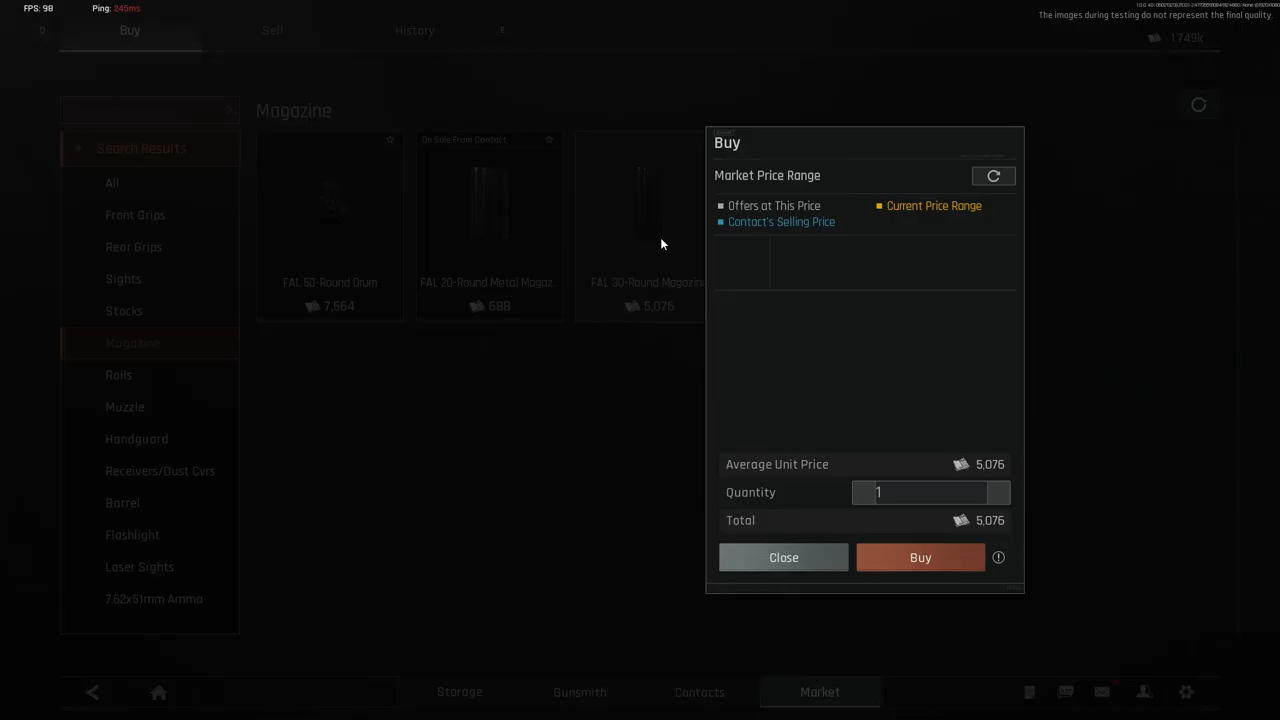 FPS: 98
Ping: 245ms
The images during testing do not represent the final quality
Q
Buy
Sell
History
E
1.749k
Magazine
Search Results
All
Front Grips
Rear Grips
Sights
Stocks
Magazine
Rails
Muzzle
Handguard
Receivers/Dust Cvrs
Barrel
Flashlight
Laser Sights
7.62x51mm Ammo
FAL 50-Round Drum
7,564
On Sale From Contact
FAL 20-Round Metal Magaz.
688
FAL 30-Round Magazin
5,076
Buy
Market Price Range
Offers at This Price
Current Price Range
Contact's Selling Price
Average Unit Price
5,076
Quantity
1
Total
5,076
Close
Buy
Storage
Gunsmith
Contacts
Market